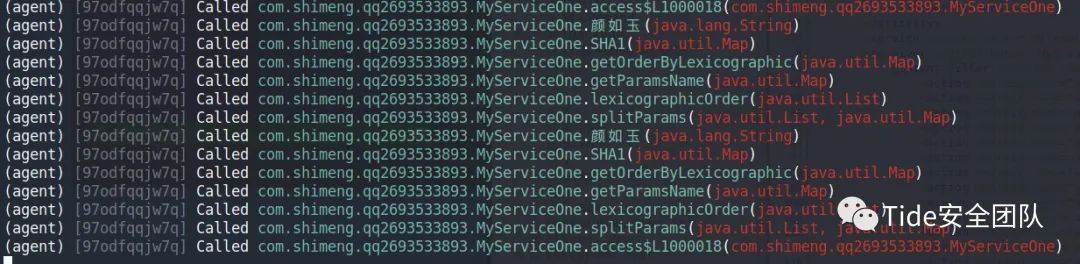 (agent) [97odfqqjw7q] Called com.shimeng.qq2693533893.MyServiceOne.access$L1000018(com.shimeng.qq2693533893.MyServiceOne)
(agent) [97odfqqjw7q] Called com.shimeng.qq2693533893.MyServiceOne.颜如玉(java.lang.String)
(agent) [97odfqqjw7q] Called com.shimeng.qq2693533893.MyServiceOne.SHA1(java.util.Map)
(agent) [97odfqqjw7q] Called com.shimeng.qq2693533893.MyServiceOne.getOrderByLexicographic(java.util.Map)
(agent) [97odfqqjw7q] Called com.shimeng.qq2693533893.MyServiceOne.getParamsName(java.util.Map)
(agent) [97odfqqjw7q] Called com.shimeng.qq2693533893.MyServiceOne.lexicographicOrder(java.util.List)
(agent) [97odfqqjw7q] Called com.shimeng.qq2693533893.MyServiceOne.splitParams(java.util.List, java.util.Map)
(agent) [97odfqqjw7q] Called com.shimeng.qq2693533893.MyServiceOne.颜如玉(java.lang.String)
(agent) [97odfqqjw7q] Called com.shimeng.qq2693533893.MyServiceOne.SHA1(java.util.Map)
(agent) [97odfqqjw7q] Called com.shimeng.qq2693533893.MyServiceOne.getOrderByLexicographic(java.util.Map)
(agent) [97odfqqjw7q] Called com.shimeng.qq2693533893.MyServiceOne.getParamsName(java.util.Map)
(agent) [97odfqqjw7q] Called com.shimeng.qq2693533893.MyServiceOne.lexicographicOrder(java.util.List)
(agent) [97odfqqjw7q] Called com.shimeng.qq2693533893.MyServiceOne.splitParams(java.util.List, java.util.Map)
(agent) [97odfqqjw7q] Called com.shimeng.qq2693533893.MyServiceOne.access$L1000018(com.shimeng.qq2693533893.MyServiceOne)
Tide安全团队